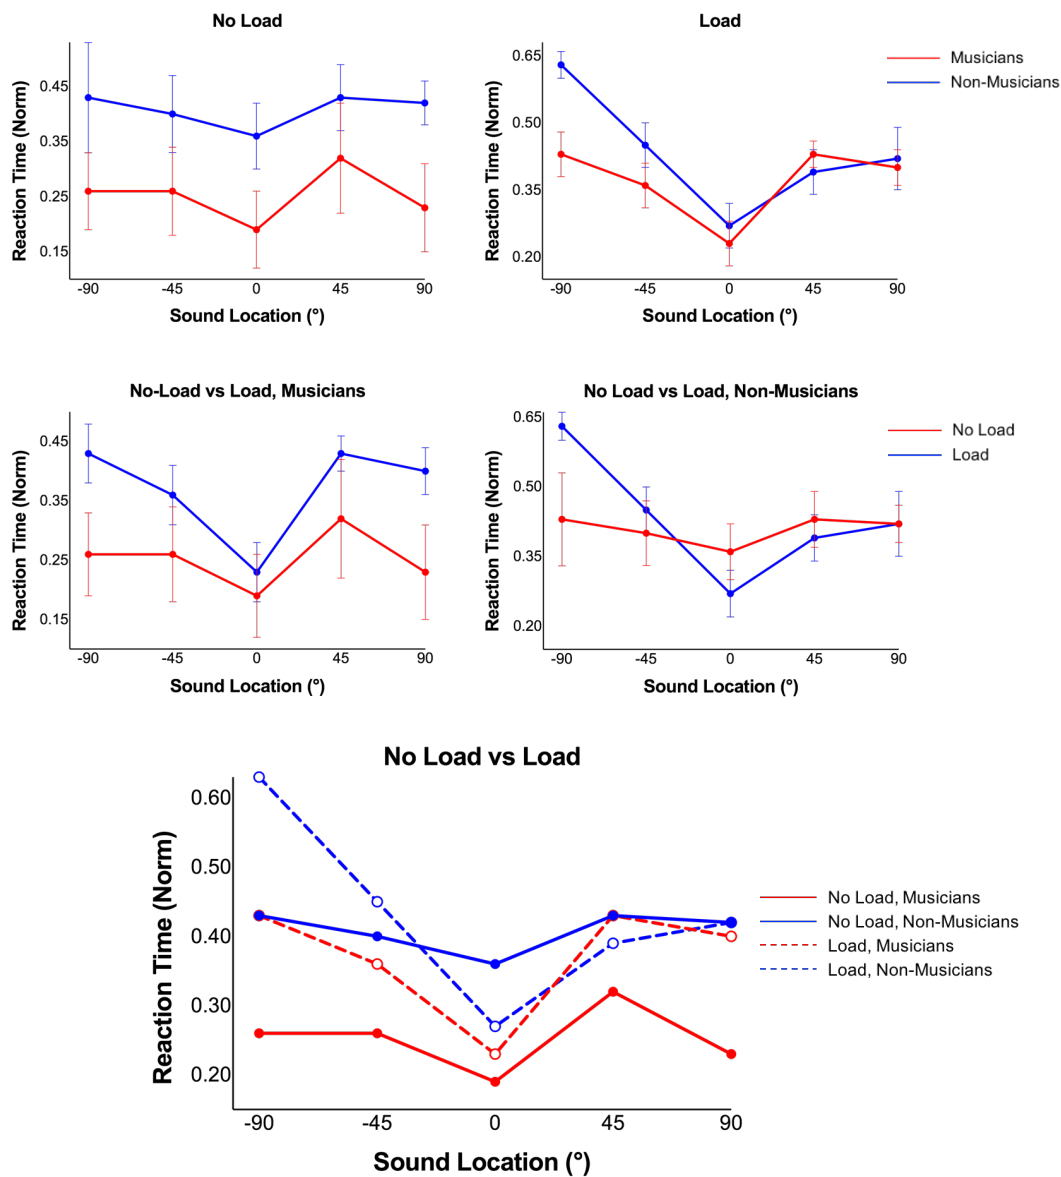 No Load
Reaction Time (Norm)
0.45
0.35
0.25
0.15
-90 -45 0 45 90
Sound Location (°)
Load
Reaction Time (Norm)
0.65
0.50
0.35
0.20
-90 -45 0 45 90
Sound Location (°)
Musicians
Non-Musicians
No-Load vs Load, Musicians
Reaction Time (Norm)
0.45
0.35
0.25
0.15
-90 -45 0 45 90
Sound Location (°)
No Load vs Load, Non-Musicians
Reaction Time (Norm)
0.65
0.50
0.35
0.20
-90 -45 0 45 90
Sound Location (°)
No Load
Load
No Load vs Load
Reaction Time (Norm)
0.60
0.50
0.40
0.30
0.20
-90 -45 0 45 90
Sound Location (°)
No Load, Musicians
No Load, Non-Musicians
Load, Musicians
Load, Non-Musicians